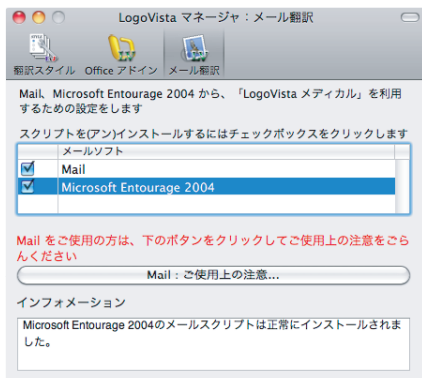 LogoVista マネージャ：メール翻訳
翻訳スタイル Office アドイン メール翻訳
Mail、Microsoft Entourage 2004 から、「LogoVista メディカル」を利用
するための設定をします
スクリプトを(アン)インストールするにはチェックボックスをクリックします
メールソフト
Mail
Microsoft Entourage 2004
Mail をご使用の方は、下のボタンをクリックしてご使用上の注意をごら
んください
Mail：ご使用上の注意...
インフォメーション
Microsoft Entourage 2004のメールスクリプトは正常にインストールされま
した。